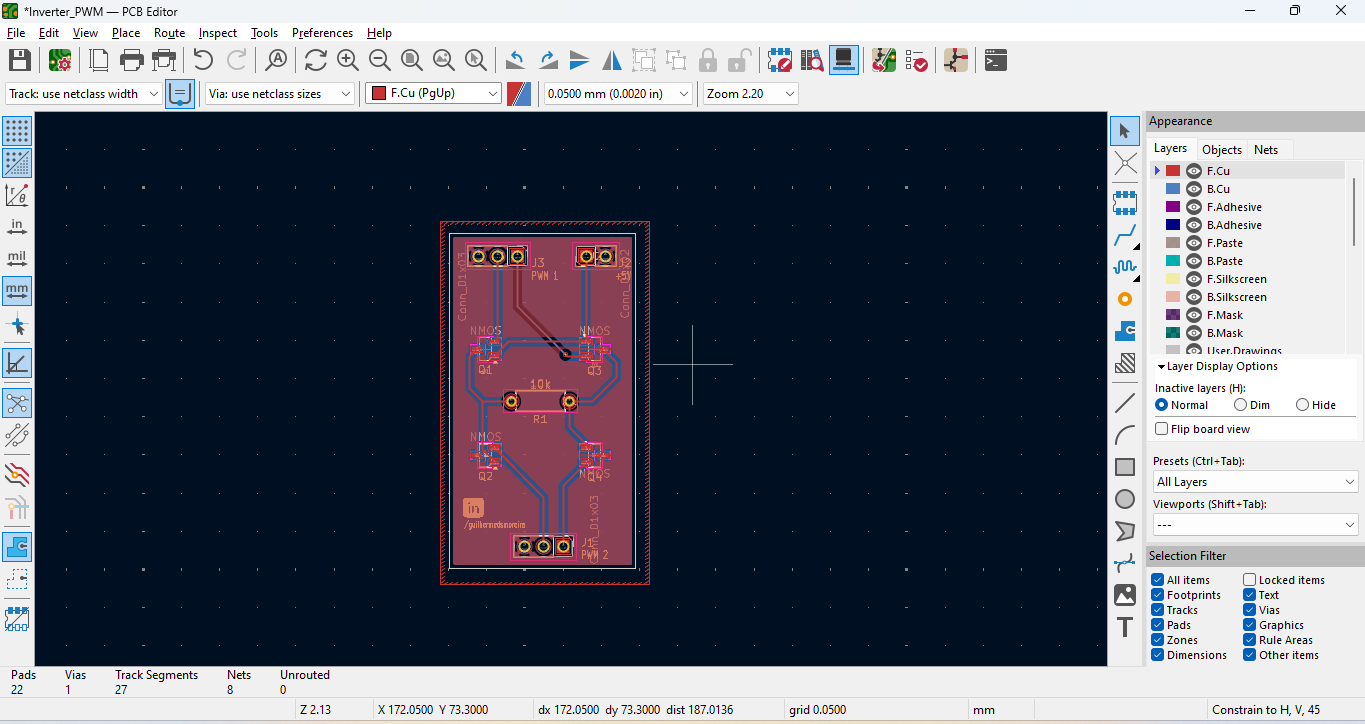 *Inverter_PWM — PCB Editor
File Edit View Place Route Inspect Tools Preferences Help
Track: use netclass width Via: use netclass sizes F.Cu (PgUp) 0.0500 mm (0.0020 in) Zoom 2.20
in
mil
mm
Conn_01x03
J3
PWM 1
J2
+5V
NMOS
NMOS
Q1
Q3
10k
R1
NMOS
Q2
NMOS
Q4
in
/guilhermedsmoreira
Conn_01x03
J1
PWM 2
Appearance
Layers Objects Nets
F.Cu
B.Cu
F.Adhesive
B.Adhesive
F.Paste
B.Paste
F.Silkscreen
B.Silkscreen
F.Mask
B.Mask
User.Drawings
Layer Display Options
Inactive layers (H):
Normal Dim Hide
Flip board view
Presets (Ctrl+Tab):
All Layers
Viewports (Shift+Tab):
---
Selection Filter
All items Locked items
Footprints Text
Tracks Vias
Pads Graphics
Zones Rule Areas
Dimensions Other items
Pads Vias Track Segments Nets Unrouted
22 1 27 8 0
Z 2.13 X 172.0500 Y 73.3000 dx 172.0500 dy 73.3000 dist 187.0136 grid 0.0500 mm Constrain to H, V, 45